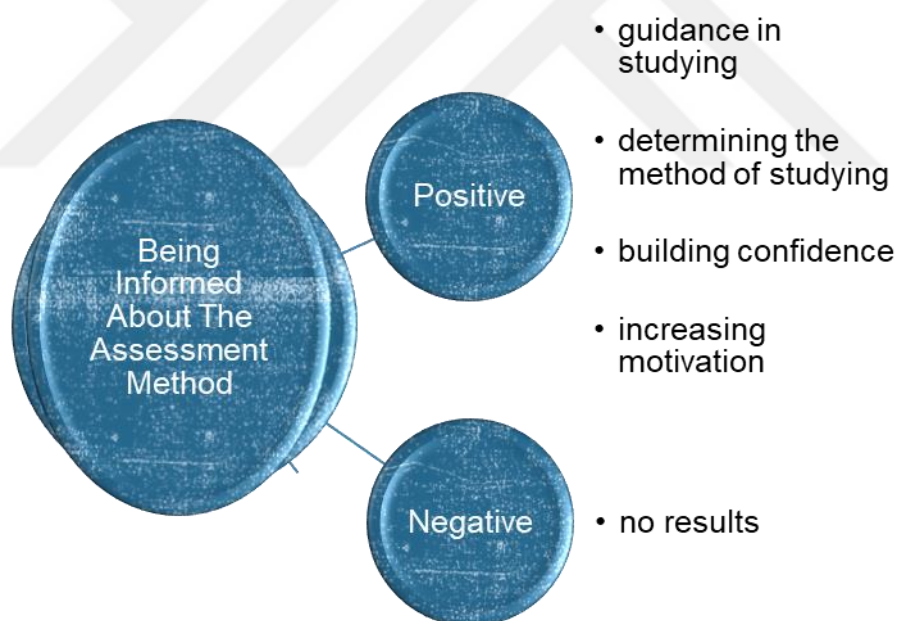 Being
Informed
About The
Assessment
Method
Positive
• guidance in
studying
• determining the
method of studying
• building confidence
• increasing
motivation
Negative
• no results